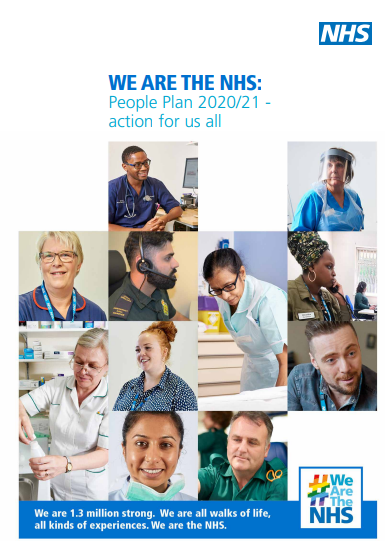 NHS
WE ARE THE NHS:
People Plan 2020/21 -
action for us all
#We
Are
The
NHS
We are 1.3 million strong. We are all walks of life,
all kinds of experiences. We are the NHS.